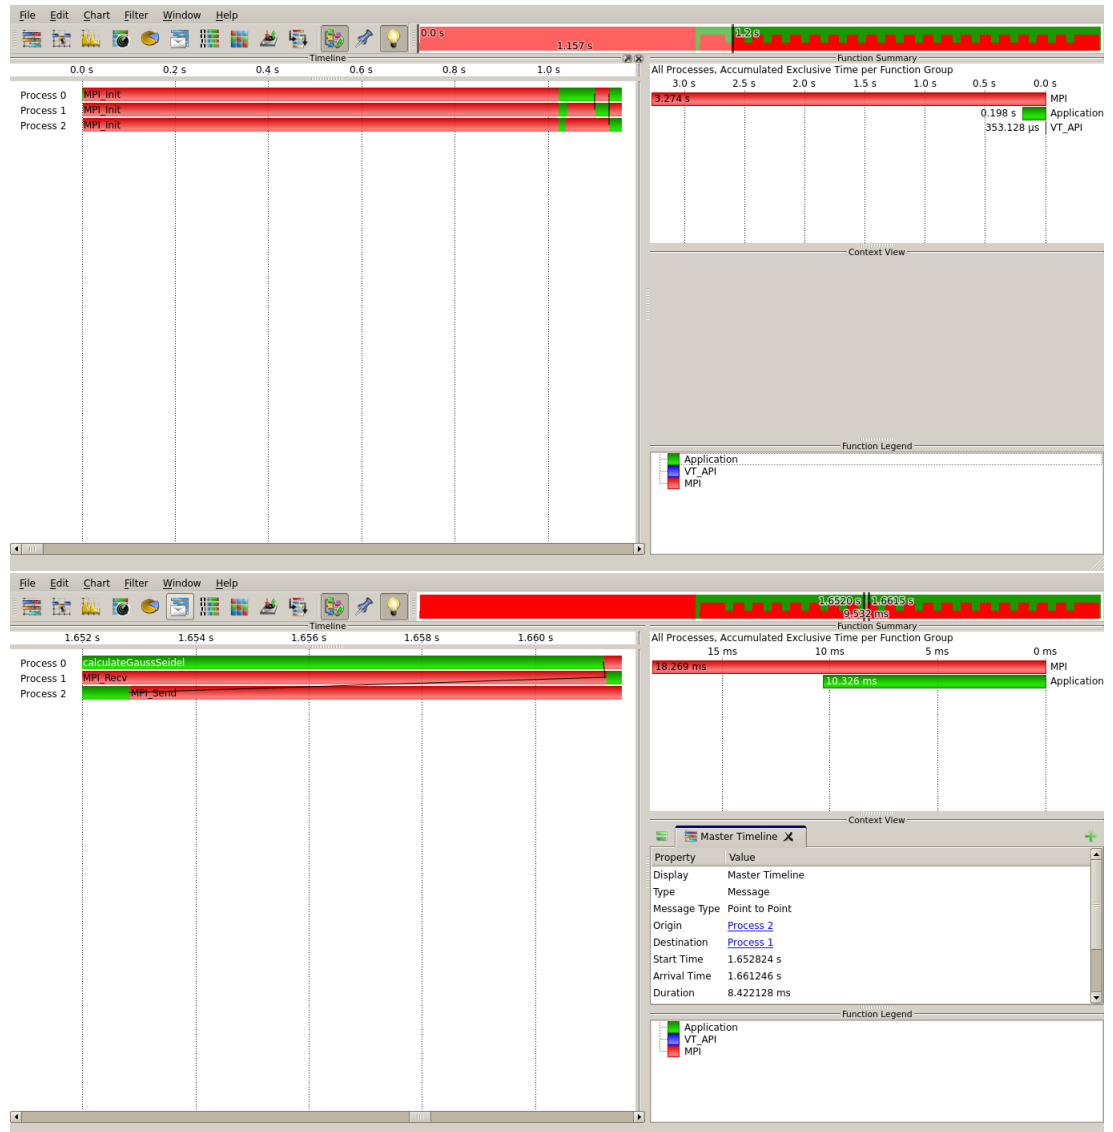 File Edit Chart Filter Window Help
0.0 s 1.2 s
1.157 s
Timeline
0.0 s 0.2 s 0.4 s 0.6 s 0.8 s 1.0 s
Process 0 MPI_Init
Process 1 MPI_Init
Process 2 MPI_Init
Function Summary
All Processes, Accumulated Exclusive Time per Function Group
3.0 s 2.5 s 2.0 s 1.5 s 1.0 s 0.5 s 0.0 s
3.274 s MPI
0.198 s Application
353.128 µs VT_API
Context View
Function Legend
Application
VT_API
MPI
File Edit Chart Filter Window Help
1.6520 s 1.6615 s
9.532 ms
Timeline
1.652 s 1.654 s 1.656 s 1.658 s 1.660 s
Process 0 calculateGaussSeidel
Process 1 MPI_Recv
Process 2 MPI_Send
Function Summary
All Processes, Accumulated Exclusive Time per Function Group
15 ms 10 ms 5 ms 0 ms
18.269 ms MPI
10.326 ms Application
Context View
Master Timeline
Property Value
Display Master Timeline
Type Message
Message Type Point to Point
Origin Process 2
Destination Process 1
Start Time 1.652824 s
Arrival Time 1.661246 s
Duration 8.422128 ms
Function Legend
Application
VT_API
MPI